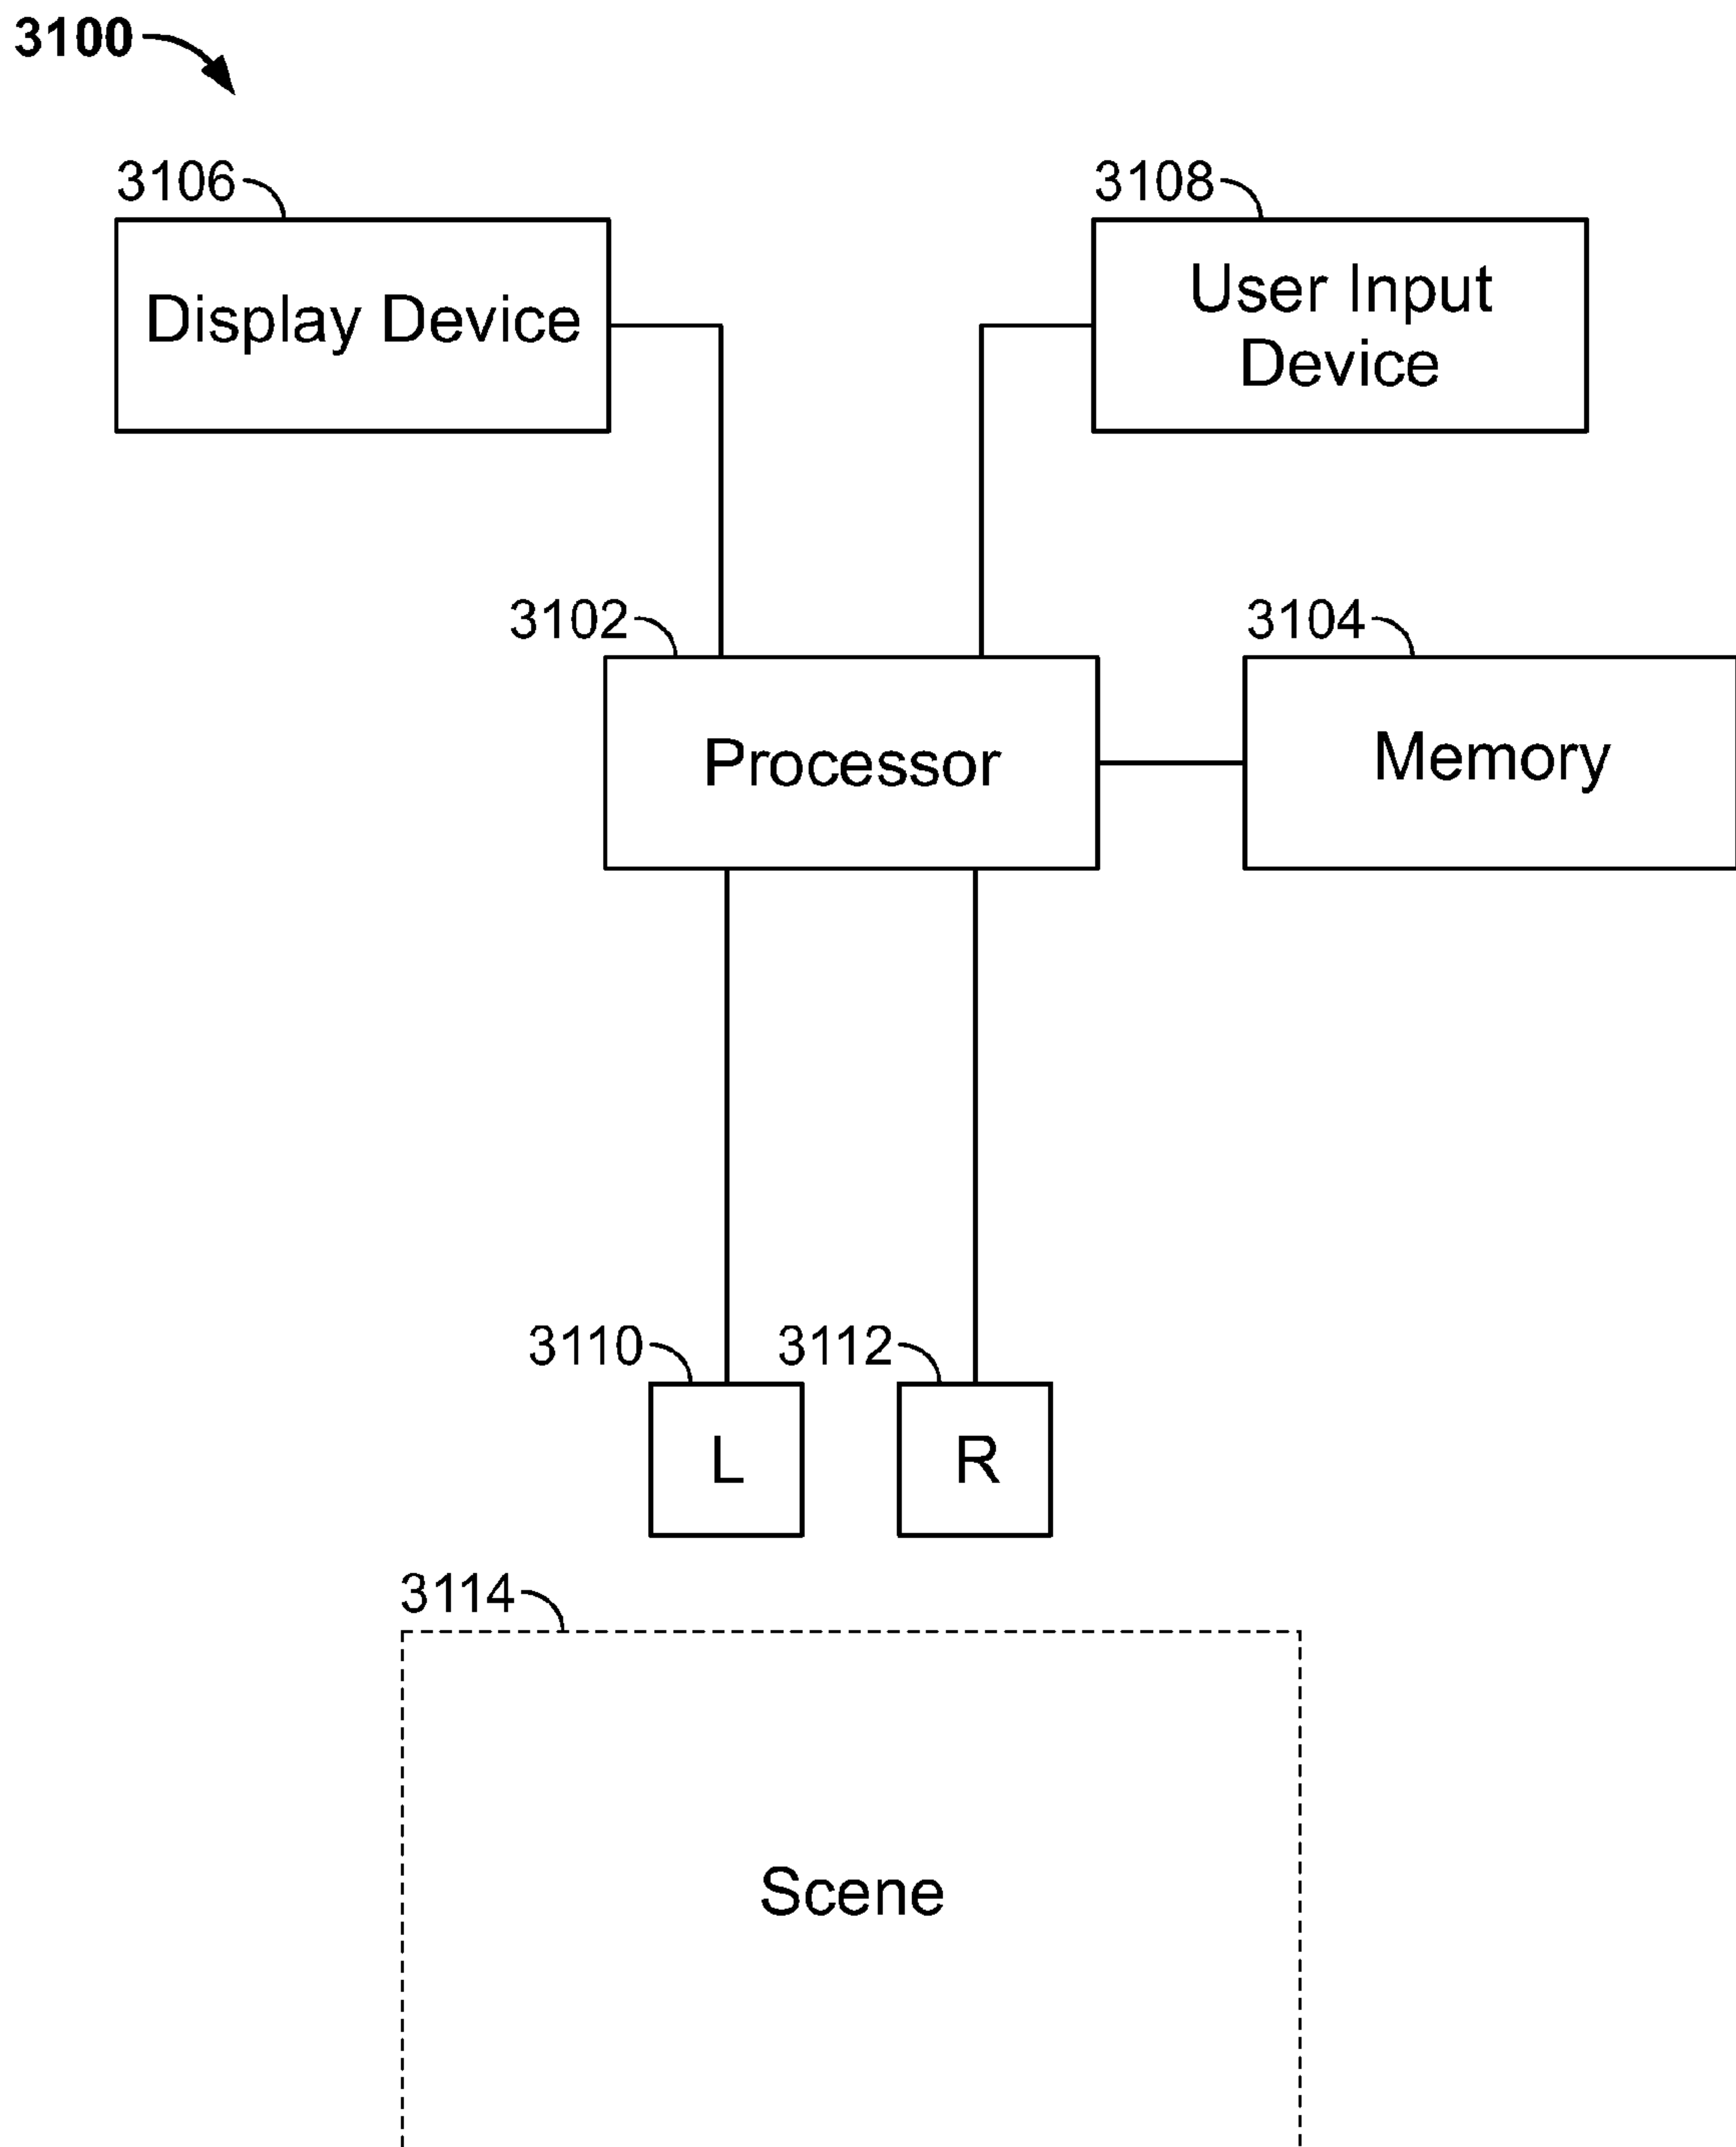 3100
3106
3108
Display Device
User Input
Device
3102
3104
Processor
Memory
3110
3112
L
R
3114
Scene